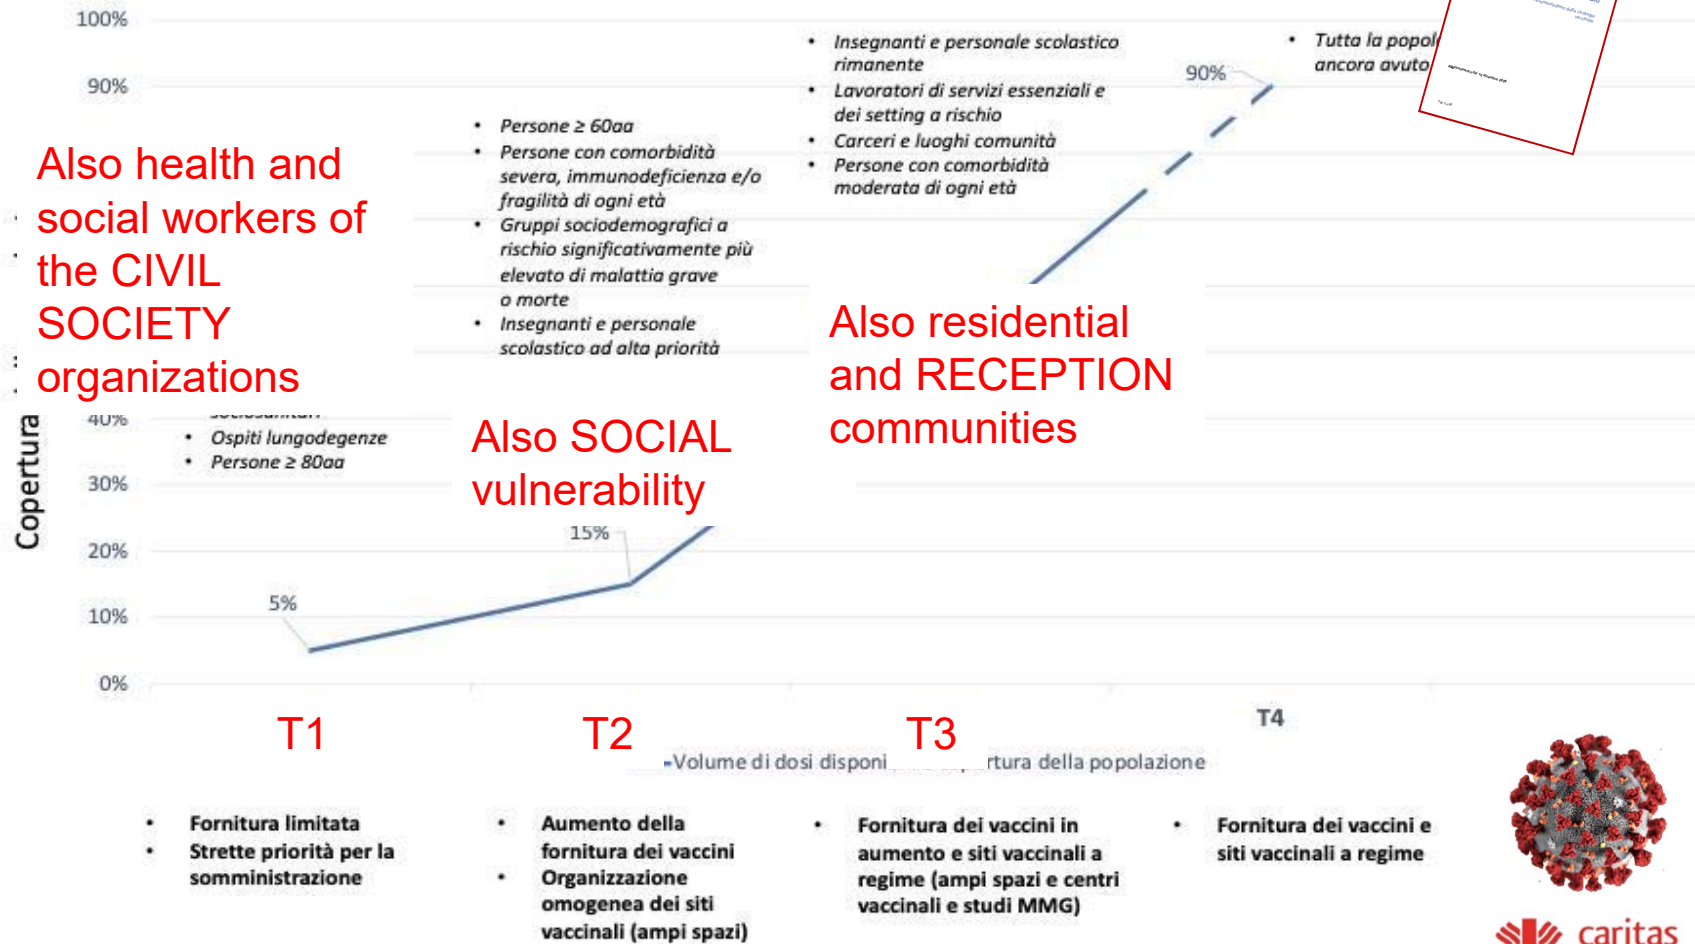 100%
90%
40%
30%
20%
10%
0%
Copertura
Also health and
social workers of
the CIVIL
SOCIETY
organizations
sociosanitari
• Ospiti lungodegenze
• Persone ≥ 80aa
5%
• Persone ≥ 60aa
• Persone con comorbidità
severa, immunodeficienza e/o
fragilità di ogni età
• Gruppi sociodemografici a
rischio significativamente più
elevato di malattia grave
o morte
• Insegnanti e personale
scolastico ad alta priorità
Also SOCIAL
vulnerability
15%
• Insegnanti e personale scolastico
rimanente
• Lavoratori di servizi essenziali e
dei setting a rischio
• Carceri e luoghi comunità
• Persone con comorbidità
moderata di ogni età
Also residential
and RECEPTION
communities
90%
• Tutta la popol
ancora avuto
T1
T2
T3
T4
Volume di dosi disponi
rtura della popolazione
• Fornitura limitata
• Strette priorità per la
somministrazione
• Aumento della
fornitura dei vaccini
• Organizzazione
omogenea dei siti
vaccinali (ampi spazi)
• Fornitura dei vaccini in
aumento e siti vaccinali a
regime (ampi spazi e centri
vaccinali e studi MMG)
• Fornitura dei vaccini e
siti vaccinali a regime
caritas